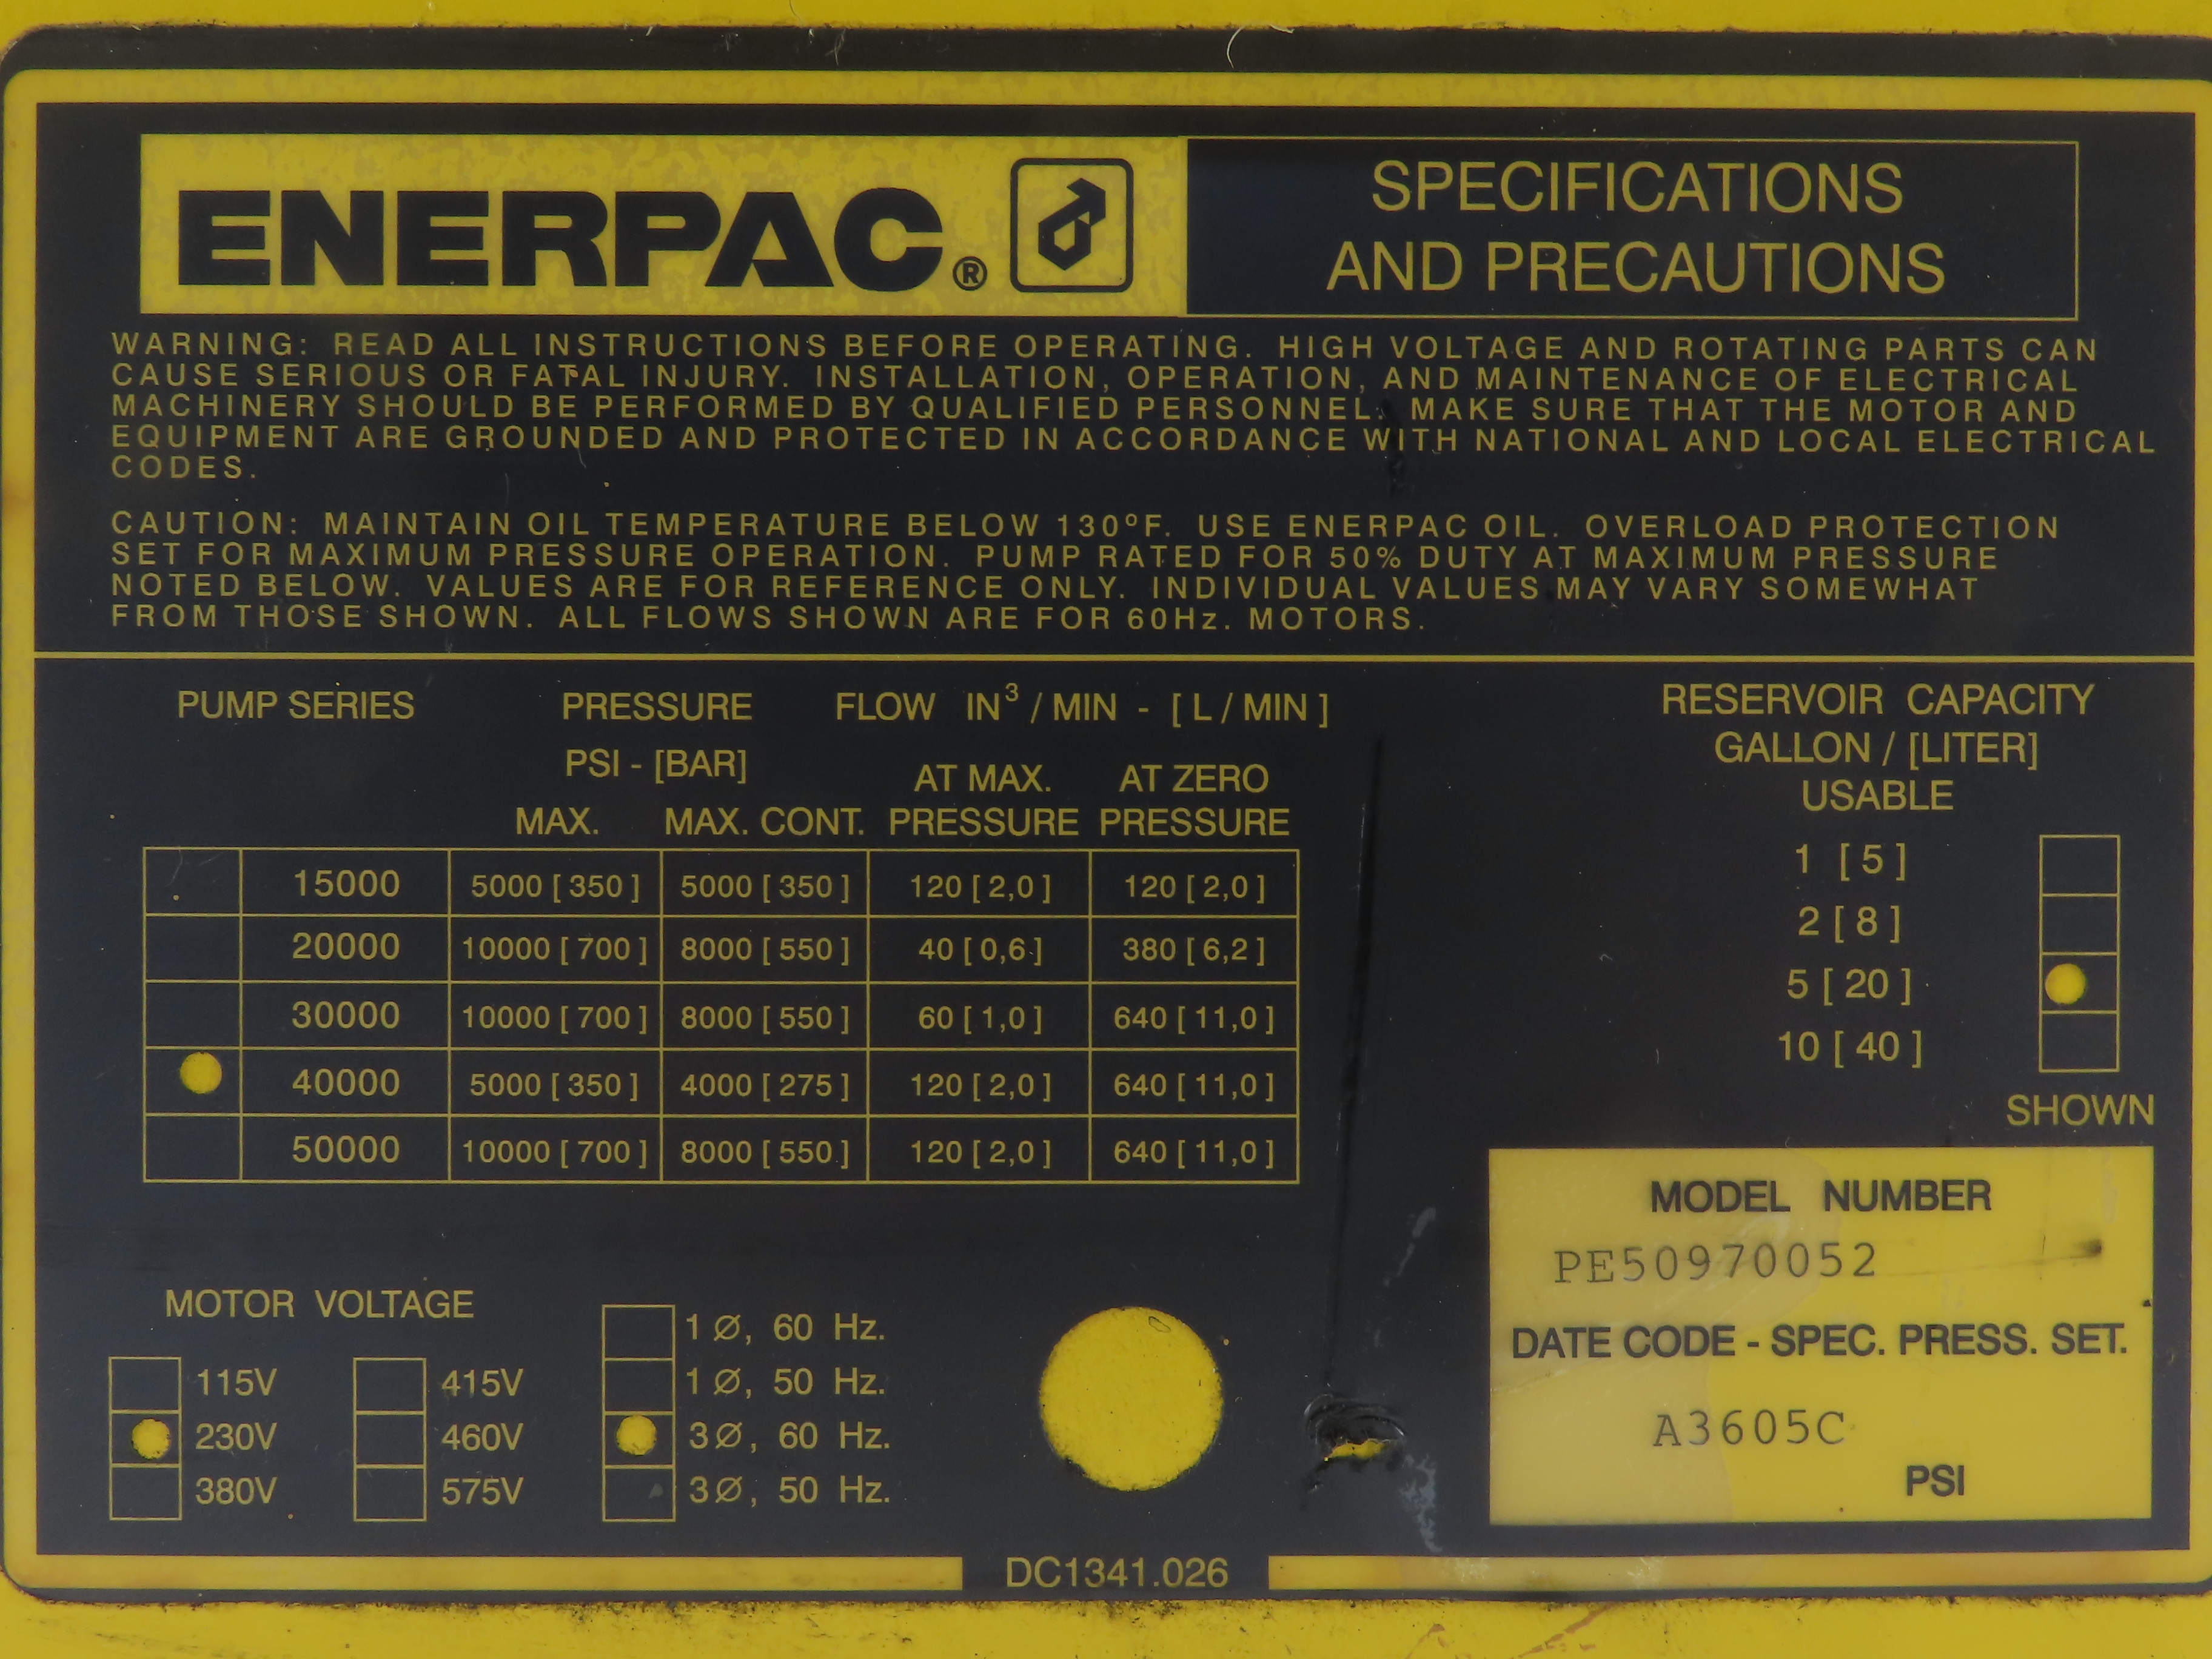 ENERPAC®
SPECIFICATIONS
AND PRECAUTIONS
WARNING: READ ALL INSTRUCTIONS BEFORE OPERATING. HIGH VOLTAGE AND ROTATING PARTS CAN
CAUSE SERIOUS OR FATAL INJURY. INSTALLATION, OPERATION, AND MAINTENANCE OF ELECTRICAL
MACHINERY SHOULD BE PERFORMED BY QUALIFIED PERSONNEL. MAKE SURE THAT THE MOTOR AND
EQUIPMENT ARE GROUNDED AND PROTECTED IN ACCORDANCE WITH NATIONAL AND LOCAL ELECTRICAL
CODES.
CAUTION: MAINTAIN OIL TEMPERATURE BELOW 130ºF. USE ENERPAC OIL. OVERLOAD PROTECTION
SET FOR MAXIMUM PRESSURE OPERATION. PUMP RATED FOR 50% DUTY AT MAXIMUM PRESSURE
NOTED BELOW. VALUES ARE FOR REFERENCE ONLY. INDIVIDUAL VALUES MAY VARY SOMEWHAT
FROM THOSE SHOWN. ALL FLOWS SHOWN ARE FOR 60Hz. MOTORS.
PUMP SERIES PRESSURE FLOW IN³ / MIN - [ L / MIN ]
PSI - [BAR]
AT MAX. AT ZERO
MAX. MAX. CONT. PRESSURE PRESSURE
15000 5000 [ 350 ] 5000 [ 350 ] 120 [ 2,0 ] 120 [ 2,0 ]
20000 10000 [ 700 ] 8000 [ 550 ] 40 [ 0,6 ] 380 [ 6,2 ]
30000 10000 [ 700 ] 8000 [ 550 ] 60 [ 1,0 ] 640 [ 11,0 ]
40000 5000 [ 350 ] 4000 [ 275 ] 120 [ 2,0 ] 640 [ 11,0 ]
50000 10000 [ 700 ] 8000 [ 550 ] 120 [ 2,0 ] 640 [ 11,0 ]
RESERVOIR CAPACITY
GALLON / [LITER]
USABLE
1 [ 5 ]
2 [ 8 ]
5 [ 20 ]
10 [ 40 ]
SHOWN
MOTOR VOLTAGE
115V 415V
230V 460V
380V 575V
1 Ø, 60 Hz.
1 Ø, 50 Hz.
3 Ø, 60 Hz.
3 Ø, 50 Hz.
MODEL NUMBER
PE50970052
DATE CODE - SPEC. PRESS. SET.
A3605C
PSI
DC1341.026